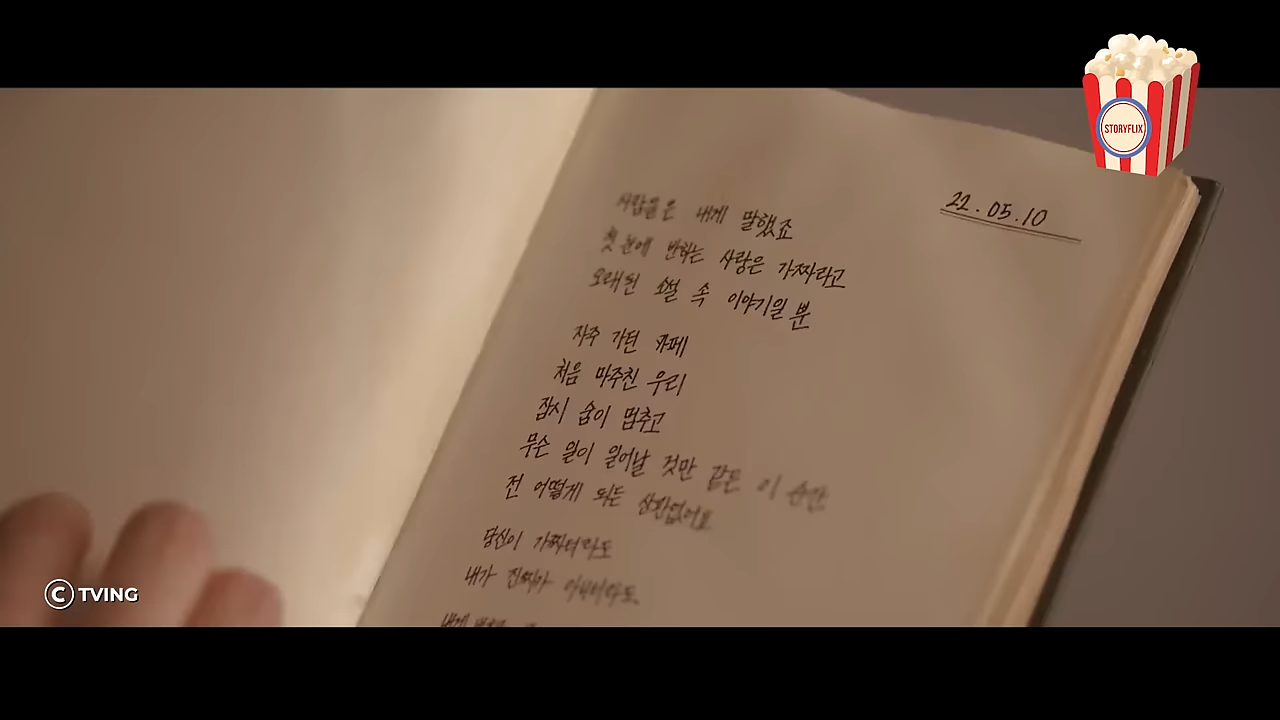 STORYFLIX
22.05.10
사람들은 내게 말했죠
첫 눈에 반하는 사랑은 가짜라고
오래된 소설 속 이야기일 뿐
자주 가던 카페
처음 마주친 우리
잠시 숨이 멈추고
무슨 일이 일어날 것만 같은 이 순간
전 어떻게 되든 상관없어요
당신이 가짜더라도
내가 진짜가 아니더라도
내게
© TVING